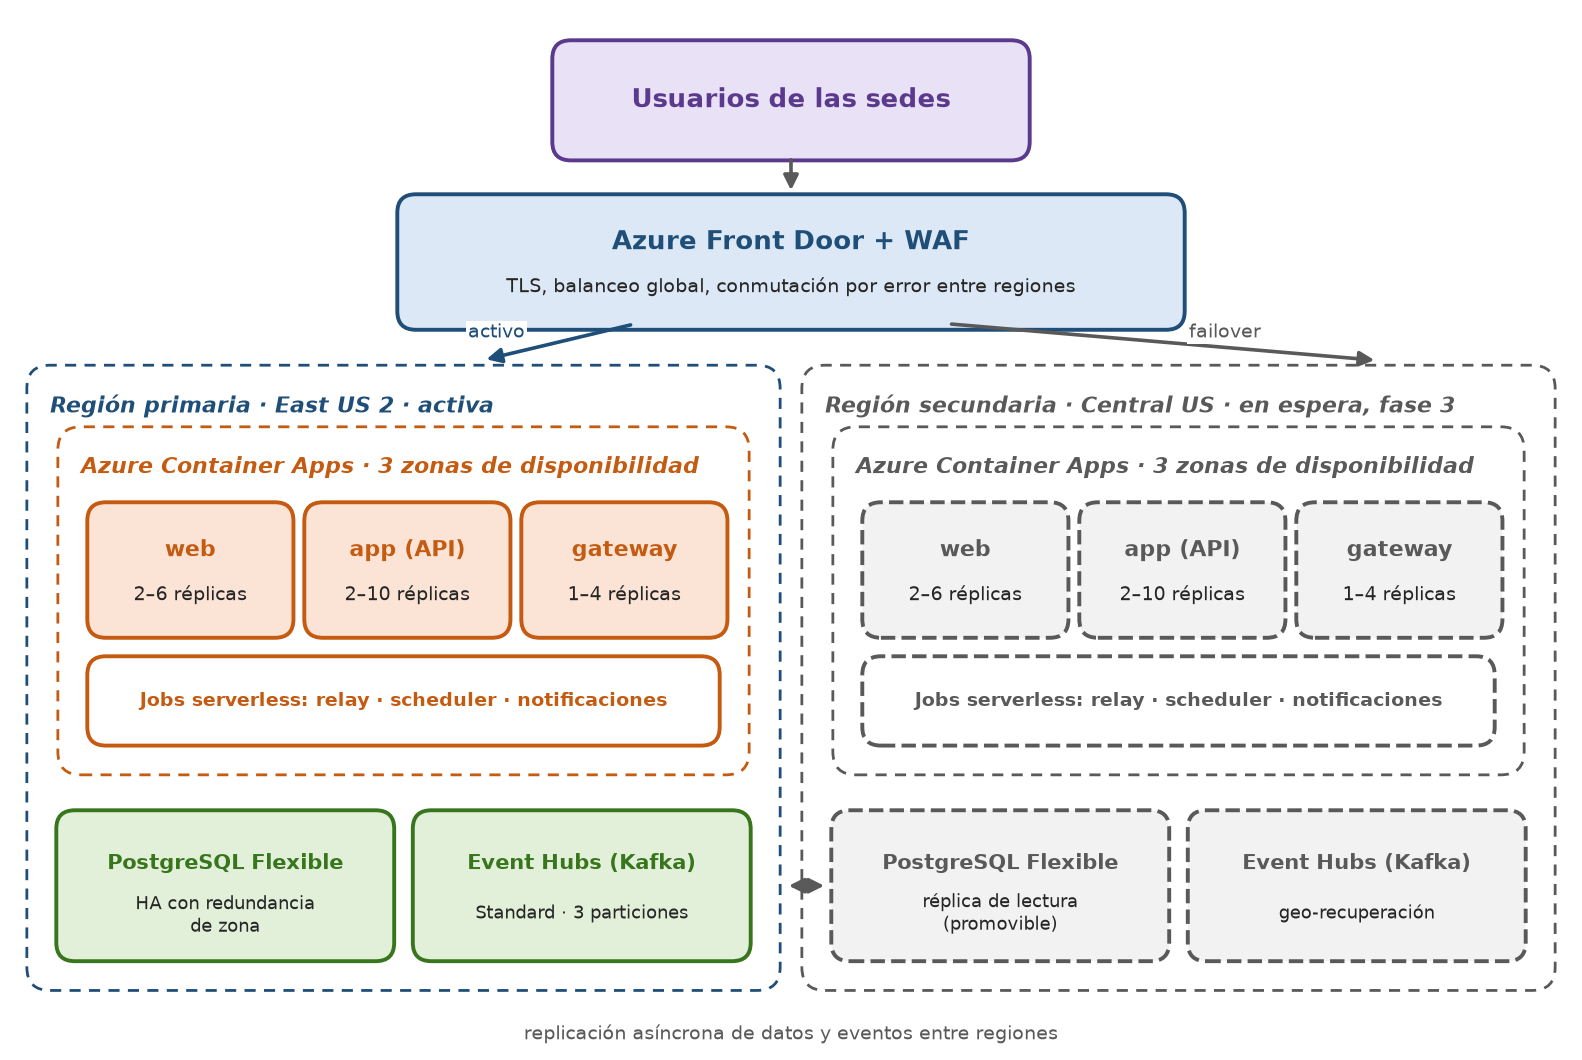 Usuarios de las sedes
Azure Front Door + WAF
TLS, balanceo global, conmutación por error entre regiones
activo
failover
Región primaria · East US 2 · activa
Azure Container Apps · 3 zonas de disponibilidad
web
2–6 réplicas
app (API)
2–10 réplicas
gateway
1–4 réplicas
Jobs serverless: relay · scheduler · notificaciones
PostgreSQL Flexible
HA con redundancia
de zona
Event Hubs (Kafka)
Standard · 3 particiones
Región secundaria · Central US · en espera, fase 3
Azure Container Apps · 3 zonas de disponibilidad
web
2–6 réplicas
app (API)
2–10 réplicas
gateway
1–4 réplicas
Jobs serverless: relay · scheduler · notificaciones
PostgreSQL Flexible
réplica de lectura
(promovible)
Event Hubs (Kafka)
geo-recuperación
replicación asíncrona de datos y eventos entre regiones